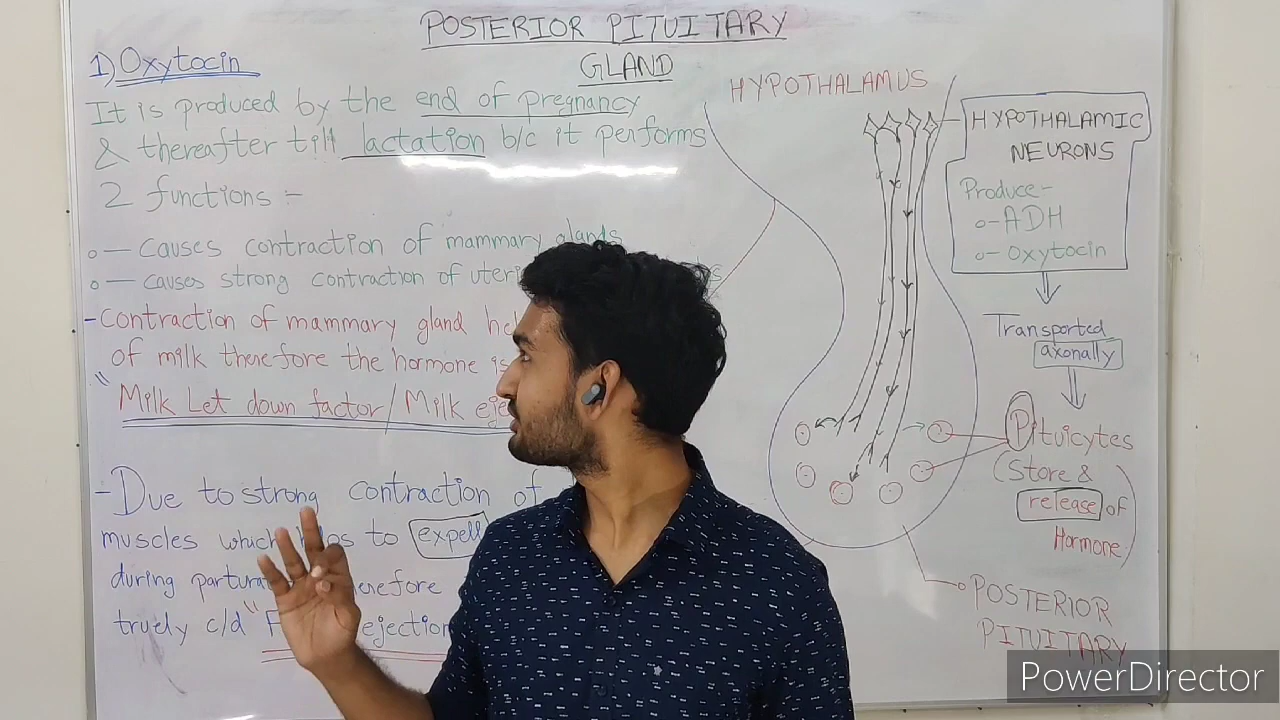 POSTERIOR PITUITARY
GLAND
1) Oxytocin
It is produced by the end of pregnancy
& thereafter till lactation b/c it performs
2 functions :-
o— causes contraction of mammary glands
o— causes strong contraction of
- contraction of mammary gland
of milk therefore the hormone is
"Milk Let down factor / Milk
- Due to strong contraction of
muscles which to expell
during
truely c/d " ejection
HYPOTHALAMUS
HYPOTHALAMIC
NEURONS
Produce-
o- ADH
o- Oxytocin
Transported
axonally
Pituicytes
(Store &
release of
Hormone)
POSTERIOR
PITUITARY
PowerDirector